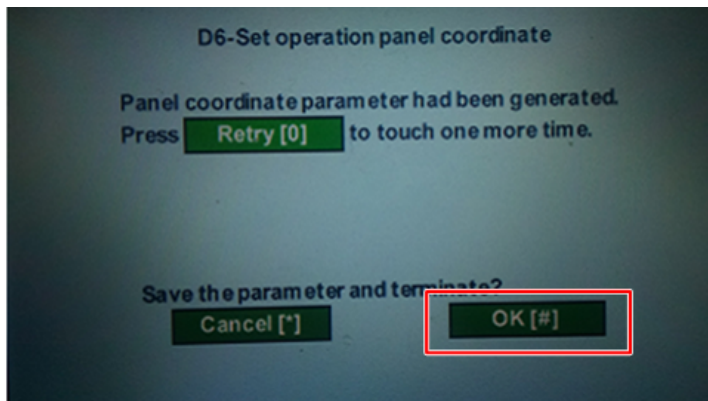 D6-Set operation panel coordinate
Panel coordinate parameter had been generated.
Press Retry [0] to touch one more time.
Save the parameter and terminate?
Cancel [*] OK [#]